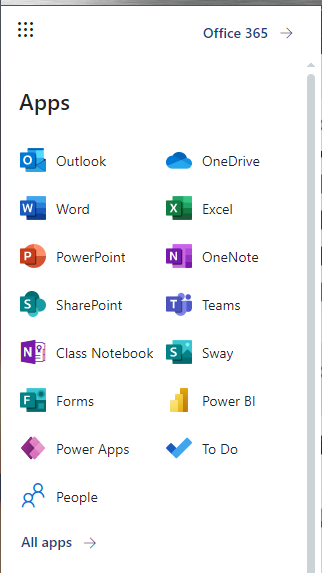 Office 365
Apps
Outlook
OneDrive
Word
Excel
PowerPoint
OneNote
SharePoint
Teams
Class Notebook
Sway
Forms
Power BI
Power Apps
To Do
People
All apps